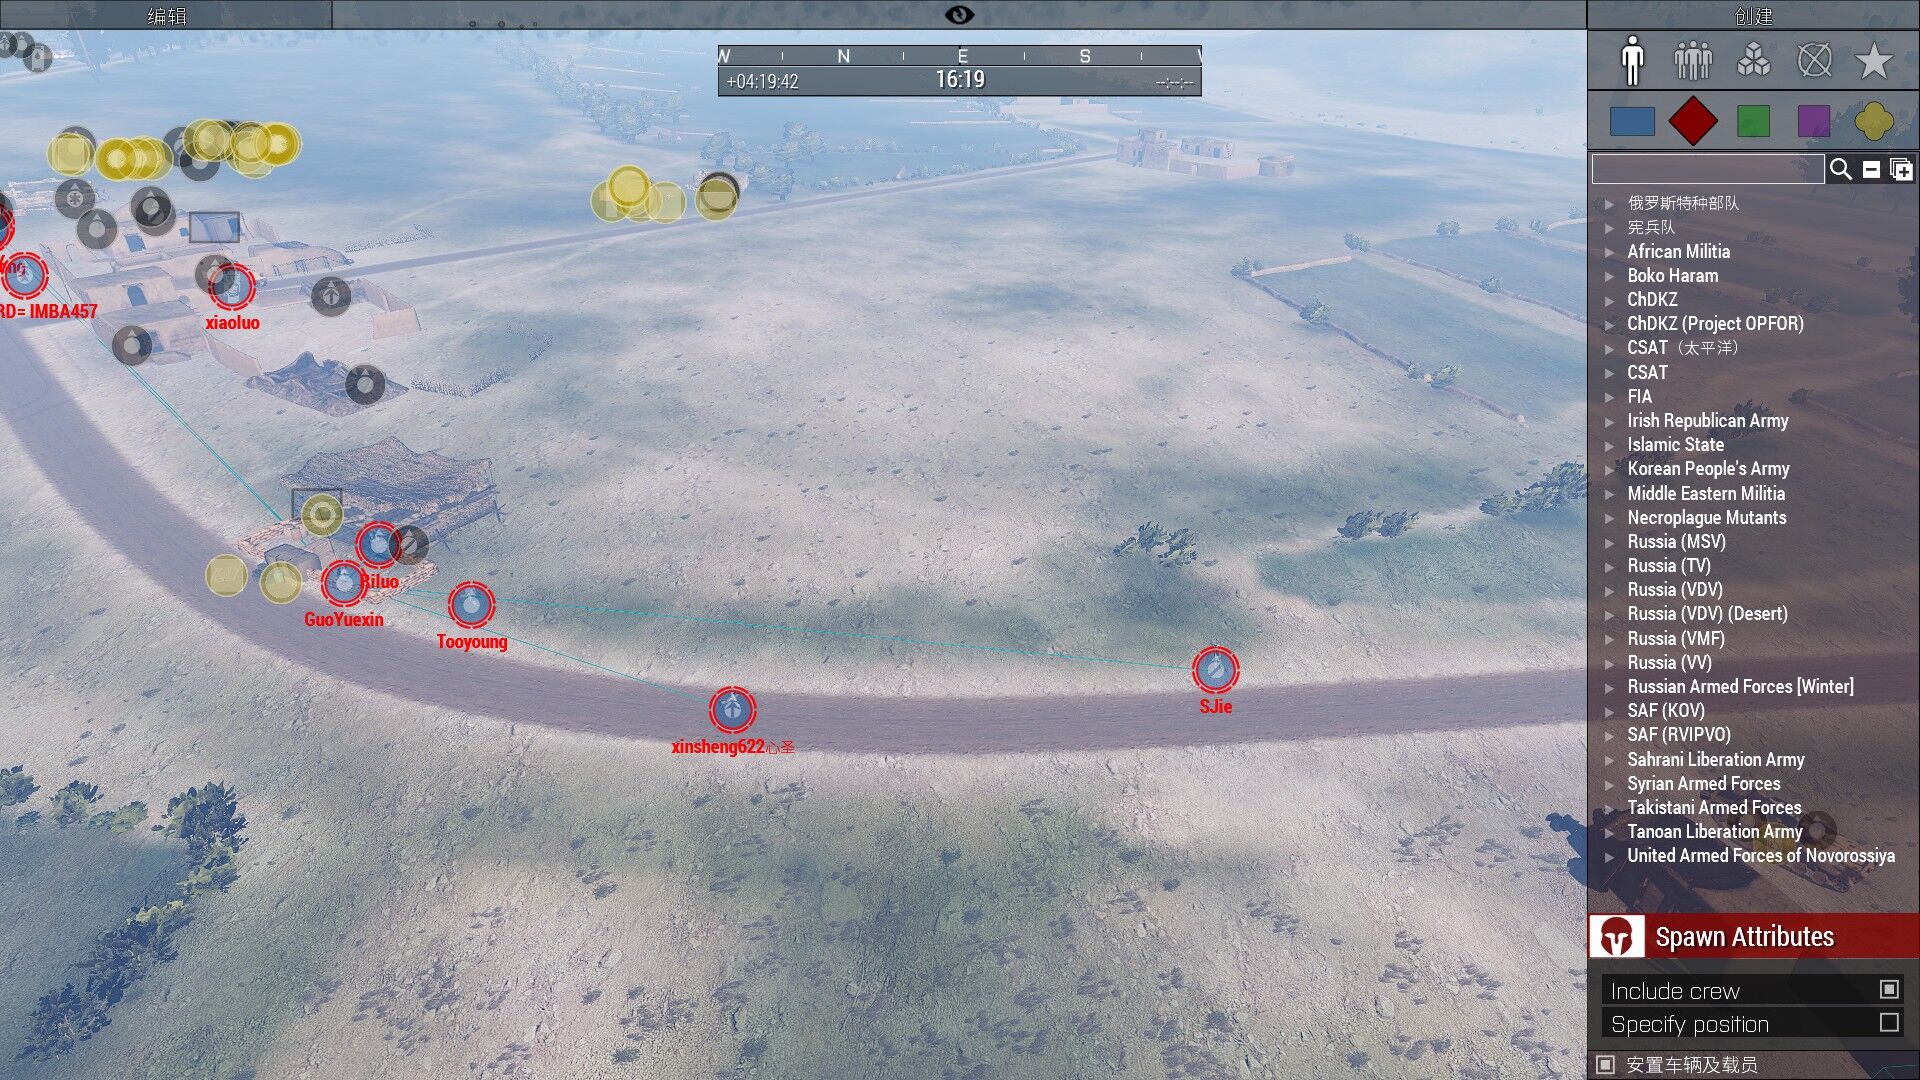 编辑
创建
W N E S
+04:19:42 16:19 --:--:--
RD= IMBA457
xiaoluo
Riluo
GuoYuexin
Tooyoung
xinsheng622心圣
SJie
俄罗斯特种部队
宪兵队
African Militia
Boko Haram
ChDKZ
ChDKZ (Project OPFOR)
CSAT（太平洋）
CSAT
FIA
Irish Republican Army
Islamic State
Korean People's Army
Middle Eastern Militia
Necroplague Mutants
Russia (MSV)
Russia (TV)
Russia (VDV)
Russia (VDV) (Desert)
Russia (VMF)
Russia (VV)
Russian Armed Forces [Winter]
SAF (KOV)
SAF (RVIPVO)
Sahrani Liberation Army
Syrian Armed Forces
Takistani Armed Forces
Tanoan Liberation Army
United Armed Forces of Novorossiya
Spawn Attributes
Include crew
Specify position
安置车辆及载员